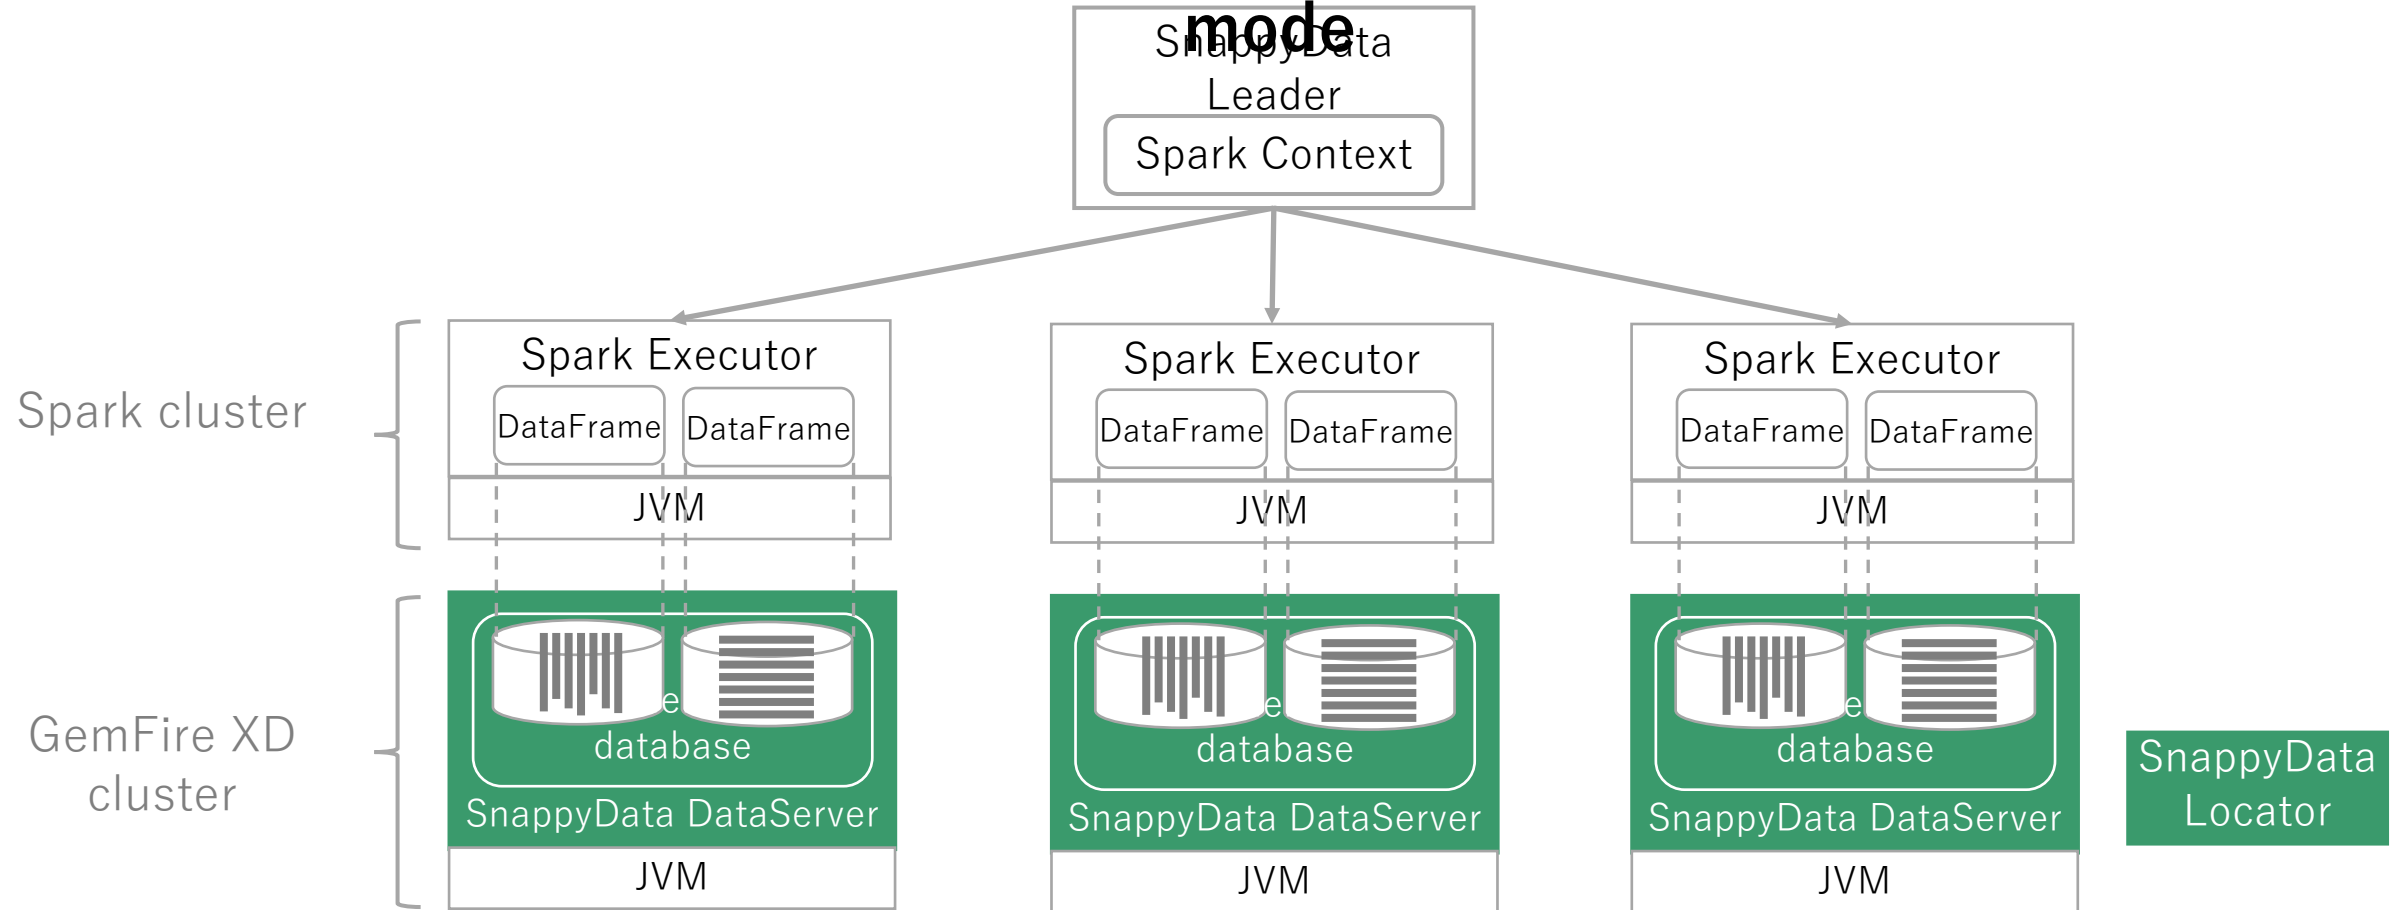 mode
SnappyData
Leader
Spark Context
Spark cluster
Spark Executor
DataFrame DataFrame
JVM
Spark Executor
DataFrame DataFrame
JVM
Spark Executor
DataFrame DataFrame
JVM
GemFire XD
cluster
e
database
SnappyData DataServer
JVM
e
database
SnappyData DataServer
JVM
e
database
SnappyData DataServer
JVM
SnappyData
Locator